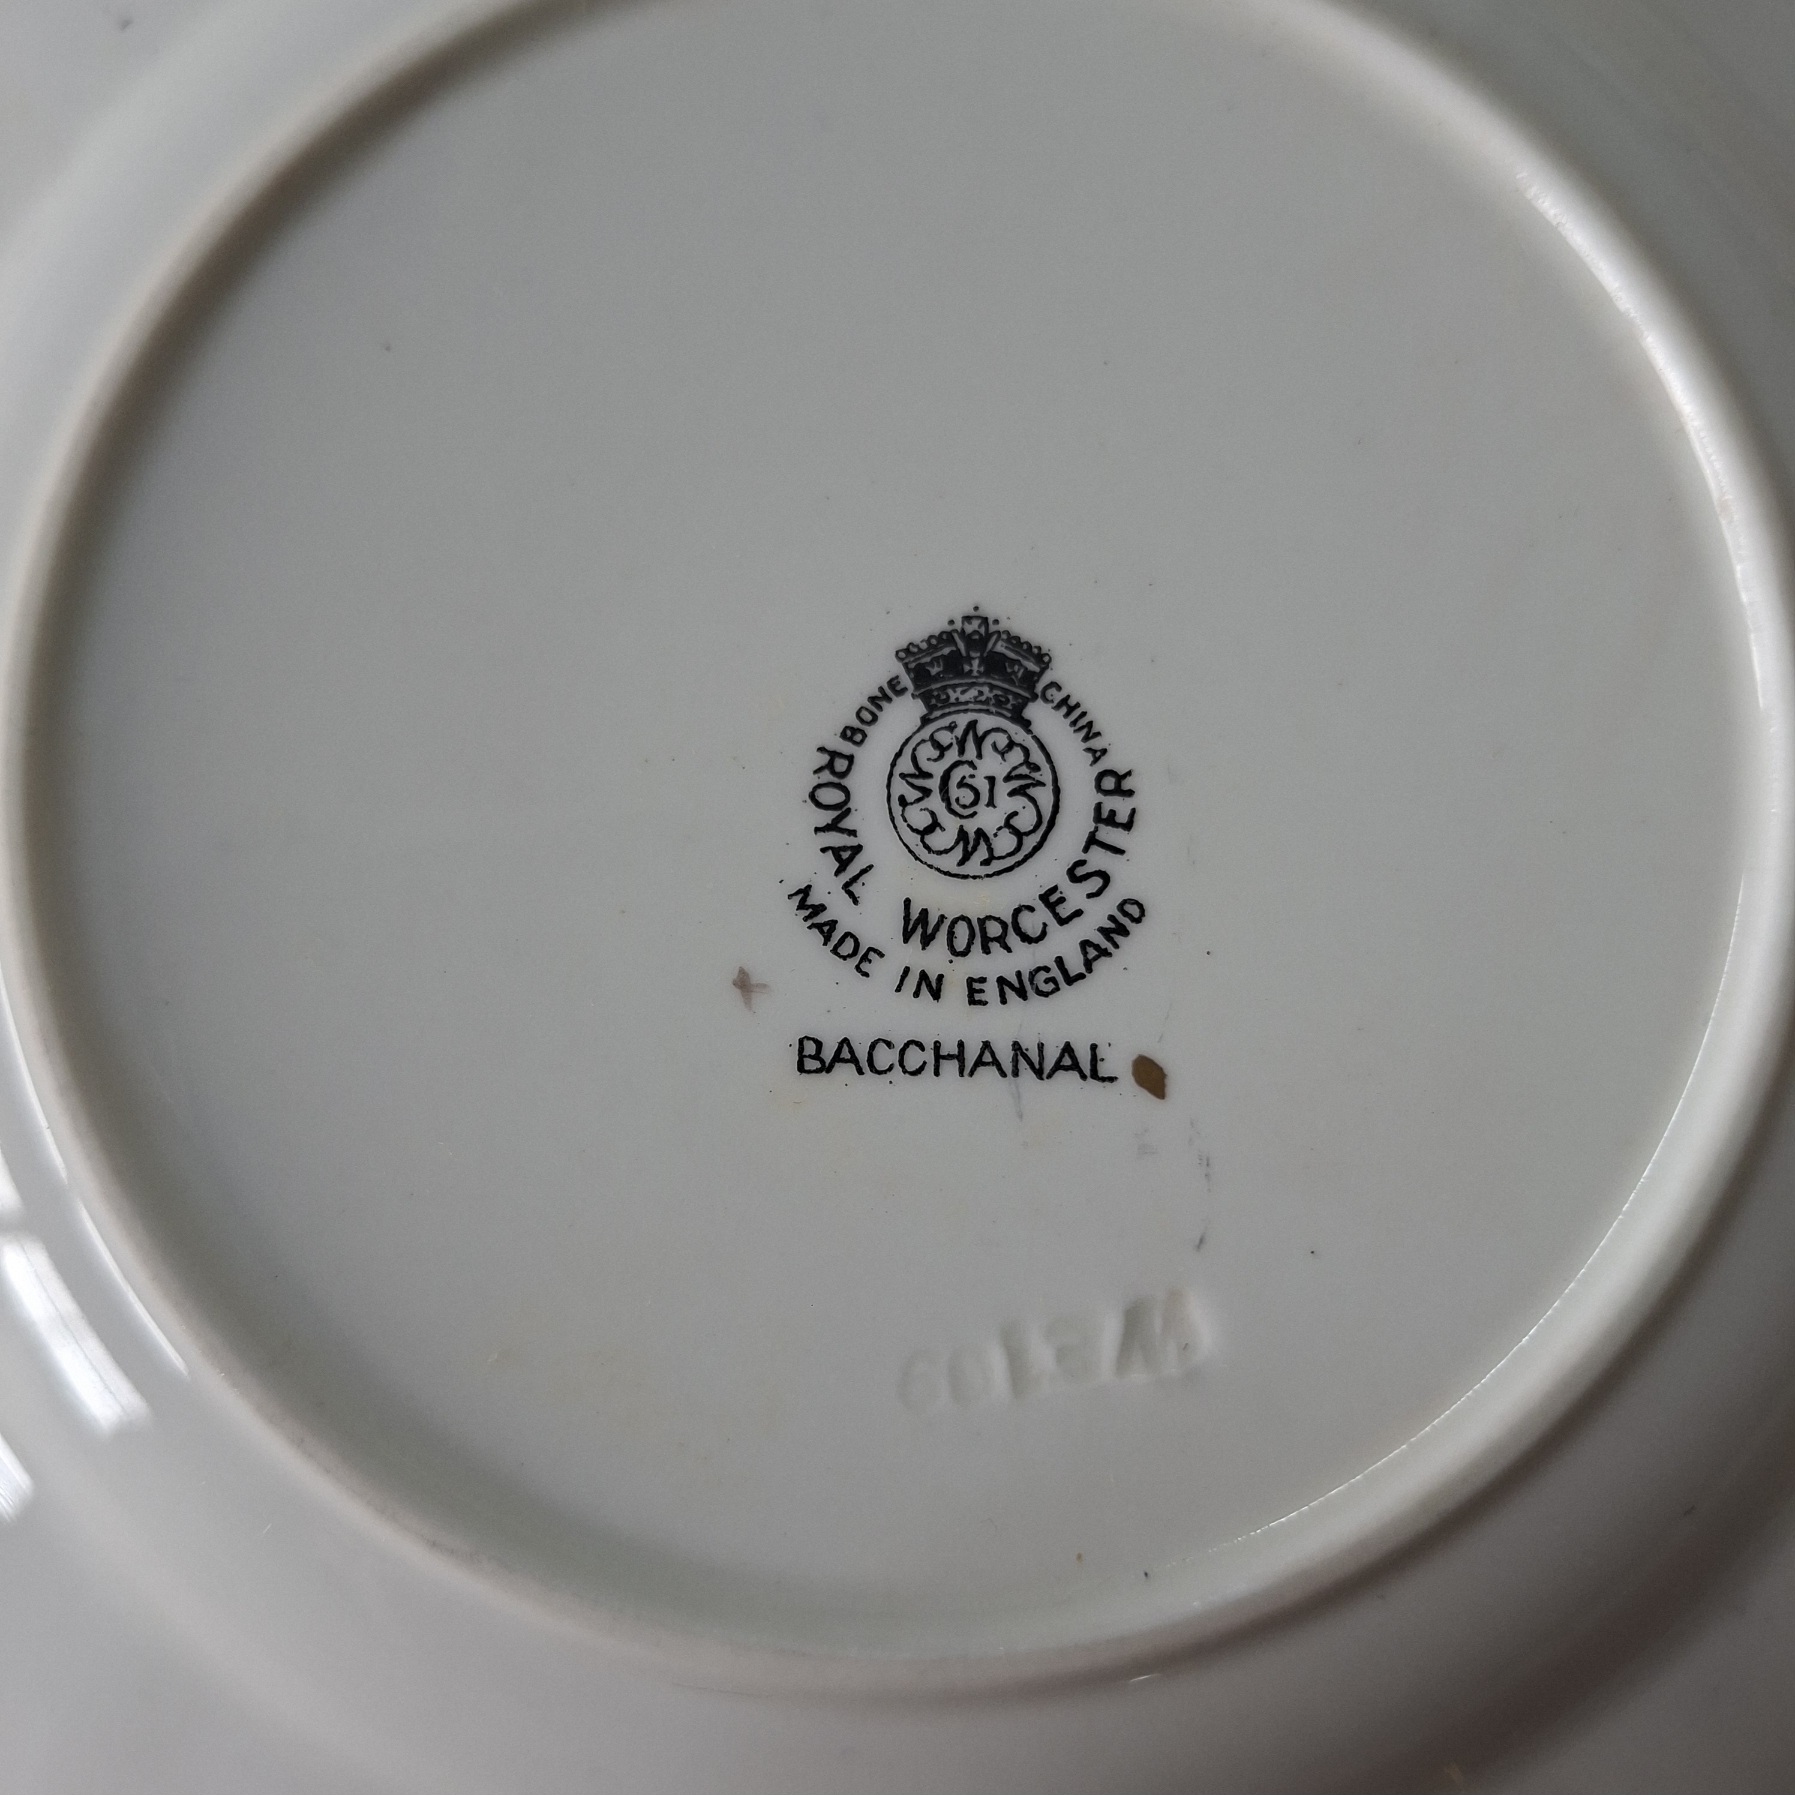 BONE CHINA
51
ROYAL WORCESTER
MADE IN ENGLAND
BACCHANAL